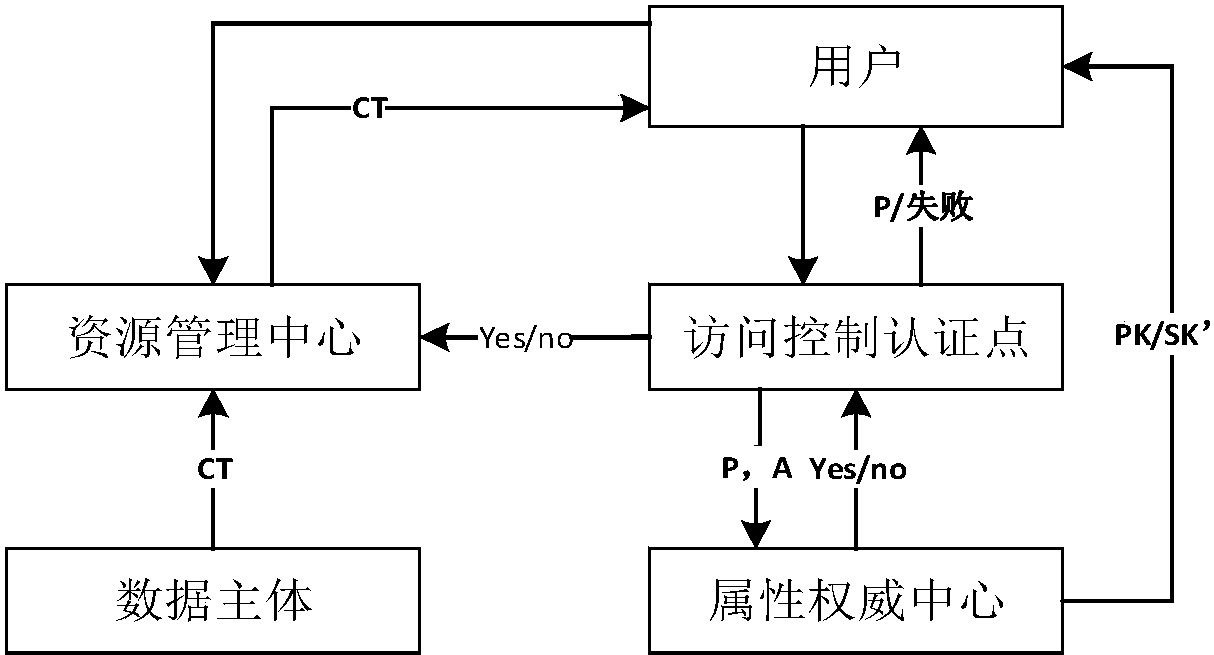 用户
CT
P/失败
资源管理中心
Yes/no
访问控制认证点
PK/SK’
CT
P，A
Yes/no
数据主体
属性权威中心